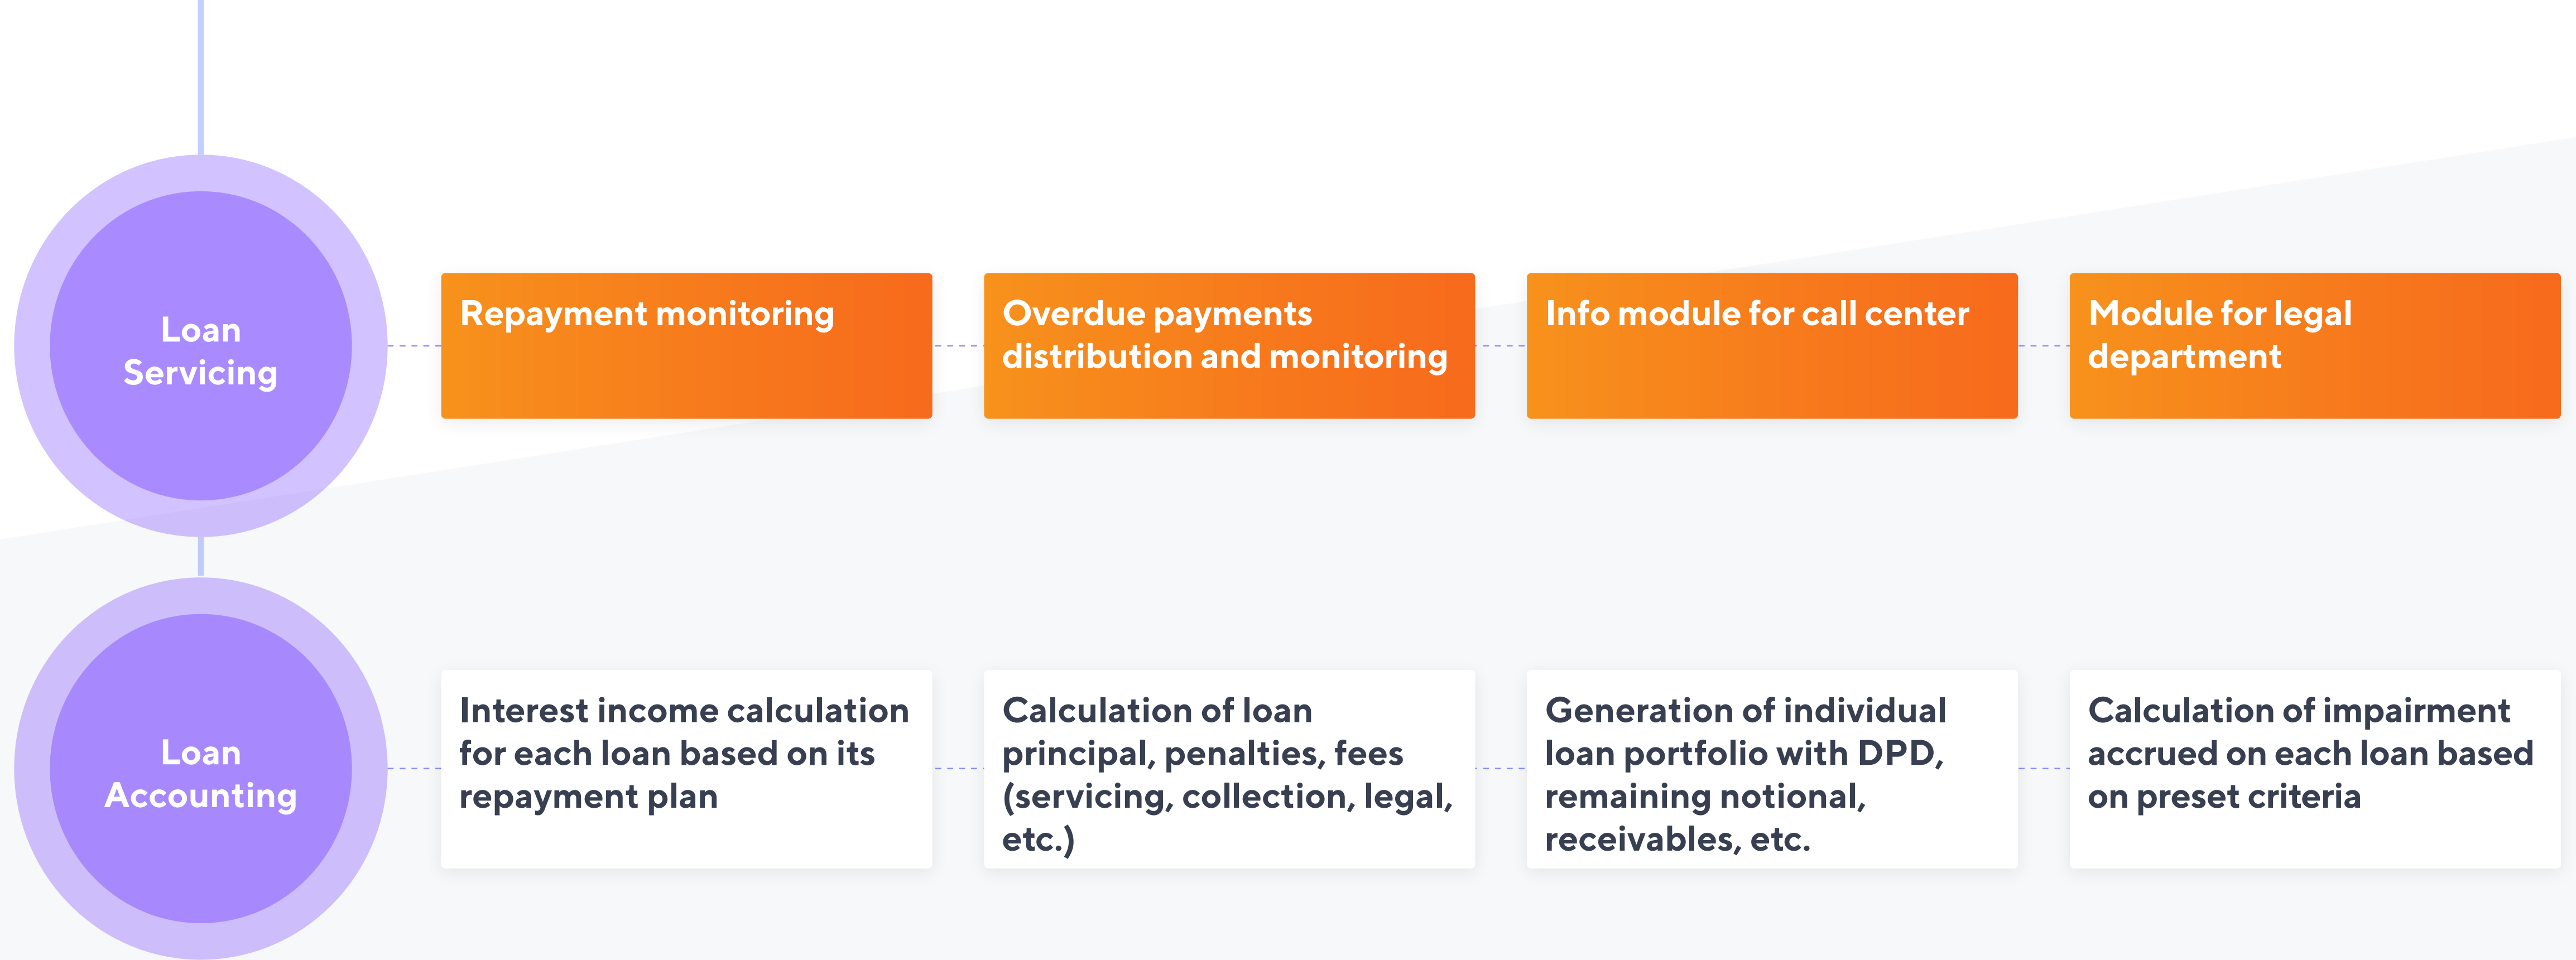 Loan
Servicing
Repayment monitoring
Overdue payments
distribution and monitoring
Info module for call center
Module for legal
department
Loan
Accounting
Interest income calculation
for each loan based on its
repayment plan
Calculation of loan
principal, penalties, fees
(servicing, collection, legal,
etc.)
Generation of individual
loan portfolio with DPD,
remaining notional,
receivables, etc.
Calculation of impairment
accrued on each loan based
on preset criteria